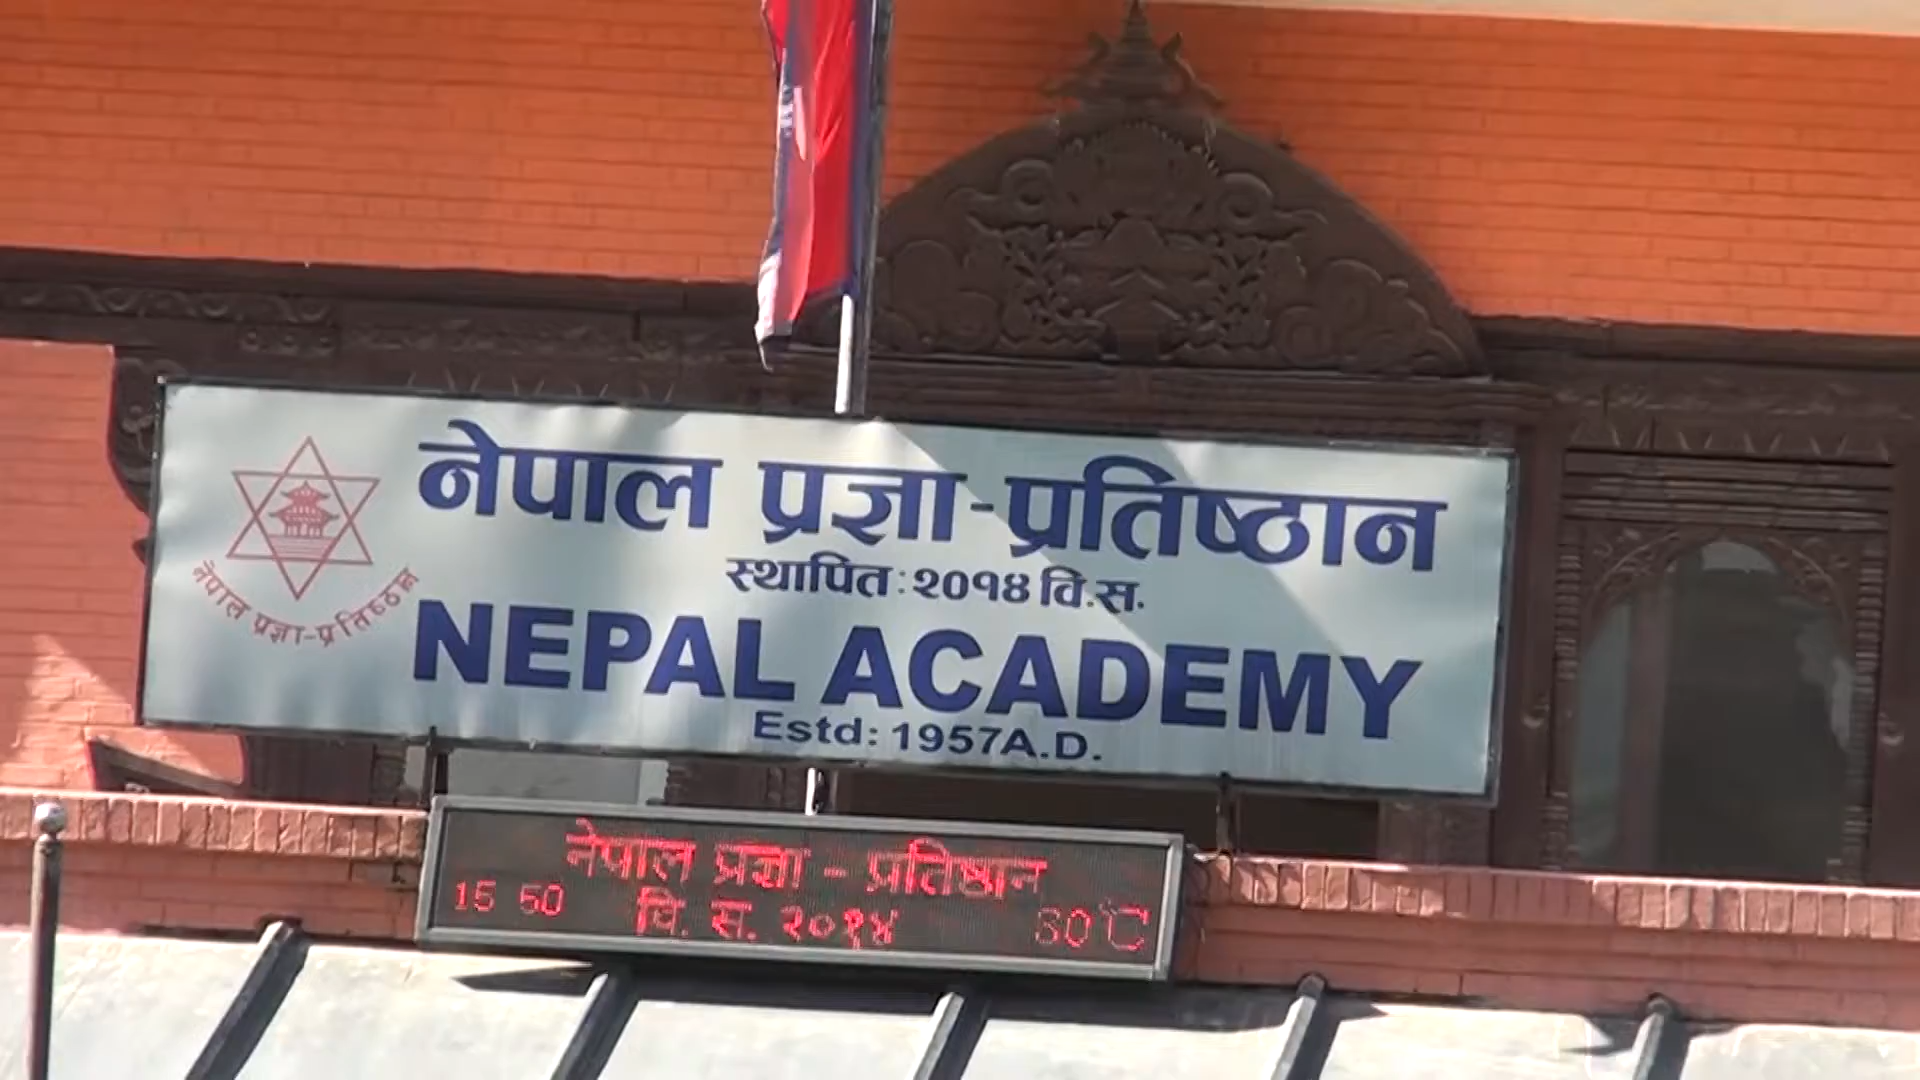 नेपाल प्रज्ञा-प्रतिष्ठान
स्थापित: २०१४ वि.स.
NEPAL ACADEMY
Estd: 1957A.D.
नेपाल प्रज्ञा-प्रतिष्ठान
नेपाल प्रज्ञा - प्रतिष्ठान
15 50 वि. स. २०१४ 30°C